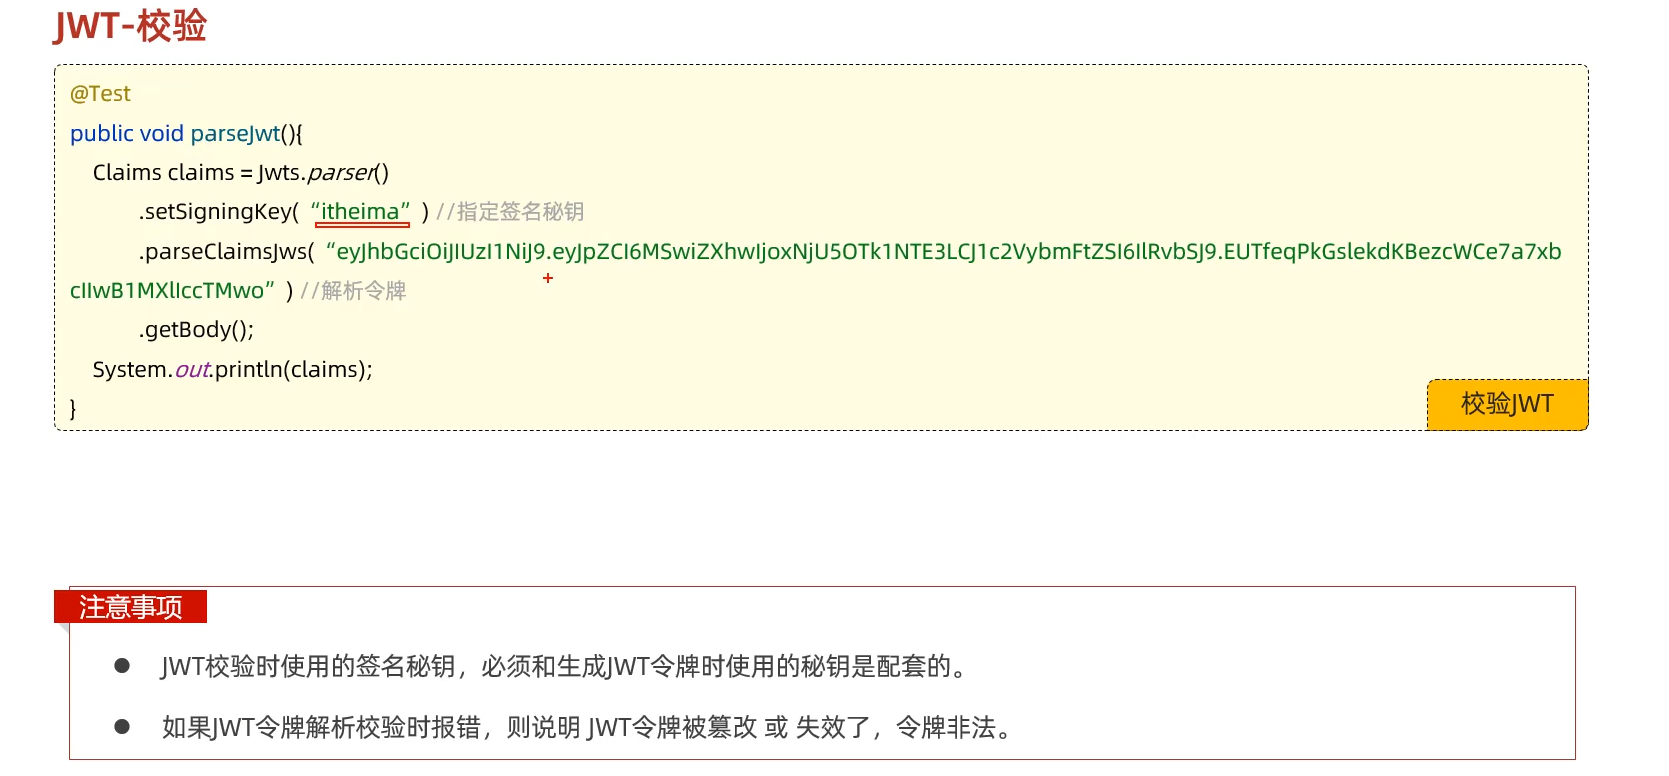 JWT-校验
@Test
public void parseJwt(){
Claims claims = Jwts.parser()
.setSigningKey(“itheima”) //指定签名秘钥
.parseClaimsJws(“eyJhbGciOiJIUzI1NiJ9.eyJpZCI6MSwiZXhwIjoxNjU5OTk1NTE3LCJ1c2VybmFtZSI6IlRvbSJ9.EUTfeqPkGslekdKBezcWCe7a7xb
cIIwB1MXlIccTMwo”) //解析令牌
.getBody();
System.out.println(claims);
}
校验JWT
注意事项
● JWT校验时使用的签名秘钥，必须和生成JWT令牌时使用的秘钥是配套的。
● 如果JWT令牌解析校验时报错，则说明 JWT令牌被篡改 或 失效了，令牌非法。